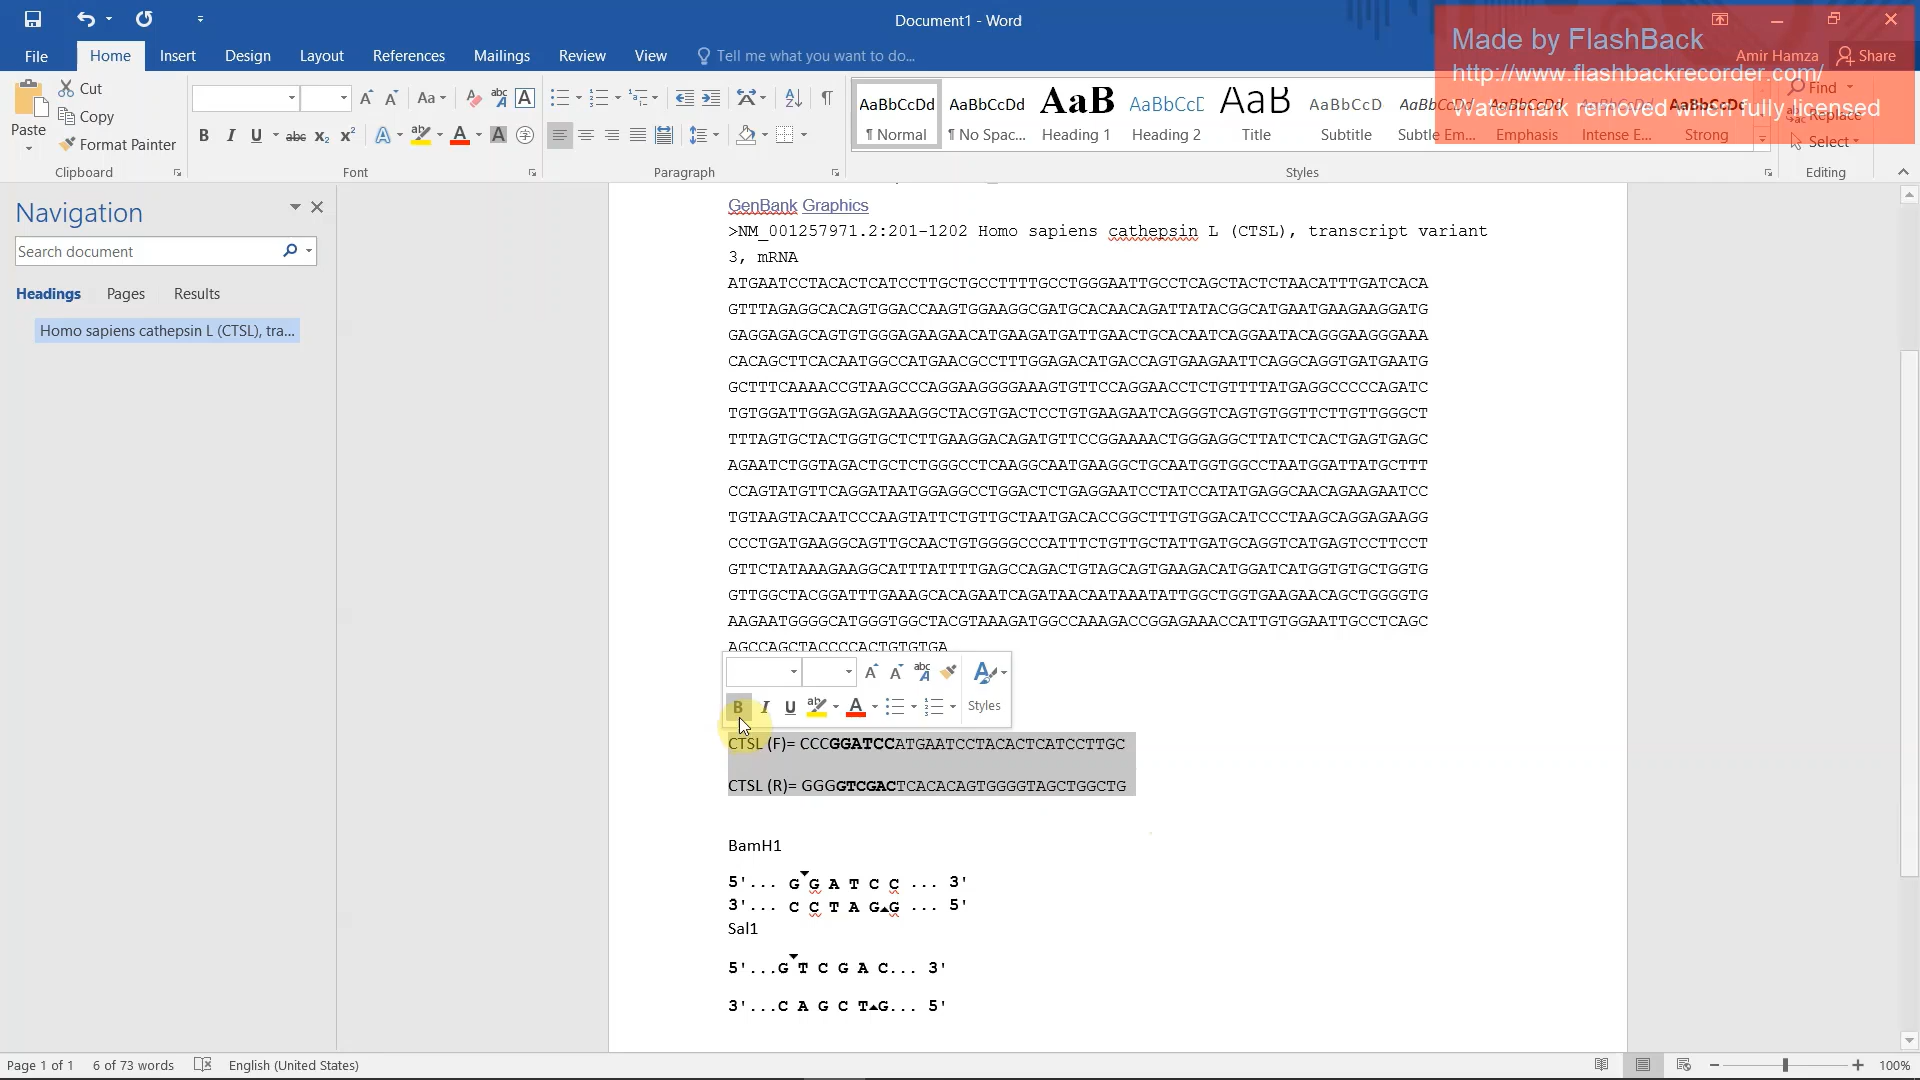 Document1 - Word
Made by FlashBack
http://www.flashbackrecorder.com/
Watermark removed when fully licensed
Amir Hamza
Share
File Home Insert Design Layout References Mailings Review View Tell me what you want to do...
Paste
Cut
Copy
Format Painter
Clipboard
Font
Paragraph
AaBbCcDd AaBbCcDd AaB AaBbCcC AaB AaBbCcD
¶ Normal ¶ No Spac... Heading 1 Heading 2 Title Subtitle Subtle Em... Emphasis Intense E... Strong
Styles
Find
Replace
Select
Editing
Navigation
Search document
Headings Pages Results
Homo sapiens cathepsin L (CTSL), tra...
GenBank Graphics
>NM_001257971.2:201-1202 Homo sapiens cathepsin L (CTSL), transcript variant
3, mRNA
ATGAATCCTACACTCATCCTTGCTGCCTTTTGCCTGGGAATTGCCTCAGCTACTCTAACATTTGATCACA
GTTTAGAGGCACAGTGGACCAAGTGGAAGGCGATGCACAACAGATTATACGGCATGAATGAAGAAGGATG
GAGGAGAGCAGTGTGGGAGAAGAACATGAAGATGATTGAACTGCACAATCAGGAATACAGGGAAGGGAAA
CACAGCTTCACAATGGCCATGAACGCCTTTGGAGACATGACCAGTGAAGAATTCAGGCAGGTGATGAATG
GCTTTCAAAACCGTAAGCCCAGGAAGGGGAAAGTGTTCCAGGAACCTCTGTTTTATGAGGCCCCCAGATC
TGTGGATTGGAGAGAGAAAGGCTACGTGACTCCTGTGAAGAATCAGGGTCAGTGTGGTTCTTGTTGGGCT
TTTAGTGCTACTGGTGCTCTTGAAGGACAGATGTTCCGGAAAACTGGGAGGCTTATCTCACTGAGTGAGC
AGAATCTGGTAGACTGCTCTGGGCCTCAAGGCAATGAAGGCTGCAATGGTGGCCTAATGGATTATGCTTT
CCAGTATGTTCAGGATAATGGAGGCCTGGACTCTGAGGAATCCTATCCATATGAGGCAACAGAAGAATCC
TGTAAGTACAATCCCAAGTATTCTGTTGCTAATGACACCGGCTTTGTGGACATCCCTAAGCAGGAGAAGG
CCCTGATGAAGGCAGTTGCAACTGTGGGGCCCATTTCTGTTGCTATTGATGCAGGTCATGAGTCCTTCCT
GTTCTATAAAGAAGGCATTTATTTTGAGCCAGACTGTAGCAGTGAAGACATGGATCATGGTGTGCTGGTG
GTTGGCTACGGATTTGAAAGCACAGAATCAGATAACAATAAATATTGGCTGGTGAAGAACAGCTGGGGTG
AAGAATGGGGCATGGGTGGCTACGTAAAGATGGCCAAAGACCGGAGAAACCATTGTGGAATTGCCTCAGC
AGCCAGCTACCCCACTGTGTGA
Styles
CTSL (F)= CCCGGATCCATGAATCCTACACTCATCCTTGC
CTSL (R)= GGGGTCGACTCACACAGTGGGGTAGCTGGCTG
BamH1
5'... G G A T C C ... 3'
3'... C C T A G G ... 5'
Sal1
5'...G T C G A C... 3'
3'...C A G C T G... 5'
Page 1 of 1 6 of 73 words English (United States) 100%